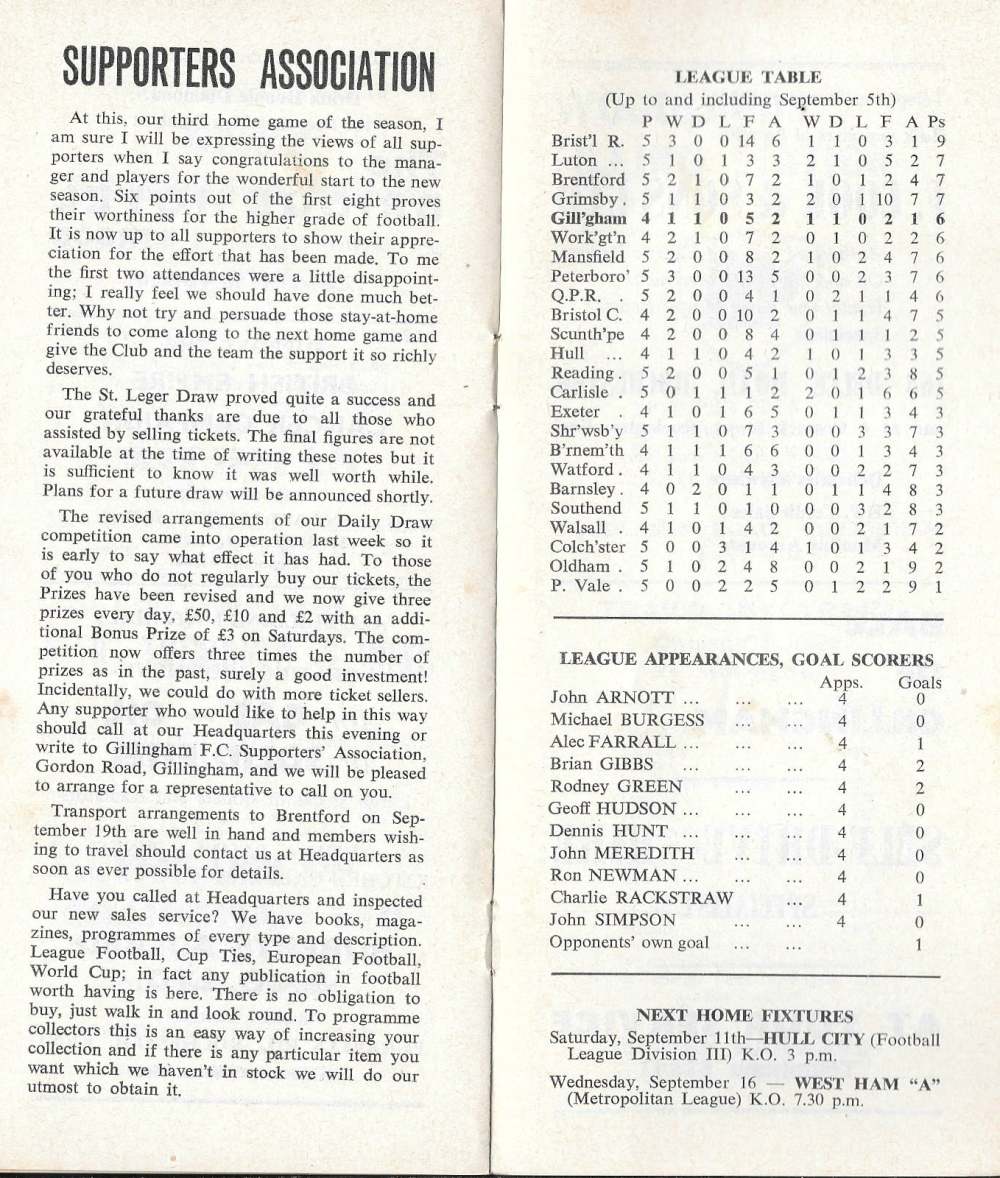 SUPPORTERS ASSOCIATION
At this, our third home game of the season, I
am sure I will be expressing the views of all sup-
porters when I say congratulations to the mana-
ger and players for the wonderful start to the new
season. Six points out of the first eight proves
their worthiness for the higher grade of football.
It is now up to all supporters to show their appre-
ciation for the effort that has been made. To me
the first two attendances were a little disappoint-
ing; I really feel we should have done much bet-
ter. Why not try and persuade those stay-at-home
friends to come along to the next home game and
give the Club and the team the support it so richly
deserves.
The St. Leger Draw proved quite a success and
our grateful thanks are due to all those who
assisted by selling tickets. The final figures are not
available at the time of writing these notes but it
is sufficient to know it was well worth while.
Plans for a future draw will be announced shortly.
The revised arrangements of our Daily Draw
competition came into operation last week so it
is early to say what effect it has had. To those
of you who do not regularly buy our tickets, the
Prizes have been revised and we now give three
prizes every day, £50, £10 and £2 with an addi-
tional Bonus Prize of £3 on Saturdays. The com-
petition now offers three times the number of
prizes as in the past, surely a good investment!
Incidentally, we could do with more ticket sellers.
Any supporter who would like to help in this way
should call at our Headquarters this evening or
write to Gillingham F.C. Supporters' Association,
Gordon Road, Gillingham, and we will be pleased
to arrange for a representative to call on you.
Transport arrangements to Brentford on Sep-
tember 19th are well in hand and members wish-
ing to travel should contact us at Headquarters as
soon as ever possible for details.
Have you called at Headquarters and inspected
our new sales service? We have books, maga-
zines, programmes of every type and description.
League Football, Cup Ties, European Football,
World Cup; in fact any publication in football
worth having is here. There is no obligation to
buy, just walk in and look round. To programme
collectors this is an easy way of increasing your
collection and if there is any particular item you
want which we haven't in stock we will do our
utmost to obtain it.
LEAGUE TABLE
(Up to and including September 5th)
P W D L F A W D L F A Ps
Brist'l R. 5 3 0 0 14 6 1 1 0 3 1 9
Luton ... 5 1 0 1 3 3 2 1 0 5 2 7
Brentford 5 2 1 0 7 2 1 0 1 2 4 7
Grimsby . 5 1 1 0 3 2 2 0 1 10 7 7
Gill'gham 4 1 1 0 5 2 1 1 0 2 1 6
Work'gt'n 4 2 1 0 7 2 0 1 0 2 2 6
Mansfield 5 2 0 0 8 2 1 0 2 4 7 6
Peterboro' 5 3 0 0 13 5 0 0 2 3 7 6
Q.P.R. . 5 2 0 0 4 1 0 2 1 1 4 6
Bristol C. 4 2 0 0 10 2 0 1 1 4 7 5
Scunth'pe 4 2 0 0 8 4 0 1 1 1 2 5
Hull ... 4 1 1 0 4 2 1 0 1 3 3 5
Reading . 5 2 0 0 5 1 0 1 2 3 8 5
Carlisle . 5 0 1 1 1 2 2 0 1 6 6 5
Exeter . 4 1 0 1 6 5 0 1 1 3 4 3
Shr'wsb'y 5 1 1 0 7 3 0 0 3 3 7 3
B'rnem'th 4 1 1 1 6 6 0 0 1 3 4 3
Watford . 4 1 1 0 4 3 0 0 2 2 7 3
Barnsley . 4 0 2 0 1 1 0 1 1 4 8 3
Southend 5 1 1 0 1 0 0 0 3 2 8 3
Walsall . 4 1 0 1 4 2 0 0 2 1 7 2
Colch'ster 5 0 0 3 1 4 1 0 1 3 4 2
Oldham . 5 1 0 2 4 8 0 0 2 1 9 2
P. Vale . 5 0 0 2 2 5 0 1 2 2 9 1
LEAGUE APPEARANCES, GOAL SCORERS
Apps. Goals
John ARNOTT ... ... ... 4 0
Michael BURGESS ... ... 4 0
Alec FARRALL ... ... ... 4 1
Brian GIBBS ... ... ... 4 2
Rodney GREEN ... ... 4 2
Geoff HUDSON ... ... ... 4 0
Dennis HUNT ... ... ... 4 0
John MEREDITH ... ... 4 0
Ron NEWMAN ... ... ... 4 0
Charlie RACKSTRAW ... 4 1
John SIMPSON ... ... 4 0
Opponents' own goal ... ... 1
NEXT HOME FIXTURES
Saturday, September 11th—HULL CITY (Football
League Division III) K.O. 3 p.m.
Wednesday, September 16 — WEST HAM "A"
(Metropolitan League) K.O. 7.30 p.m.